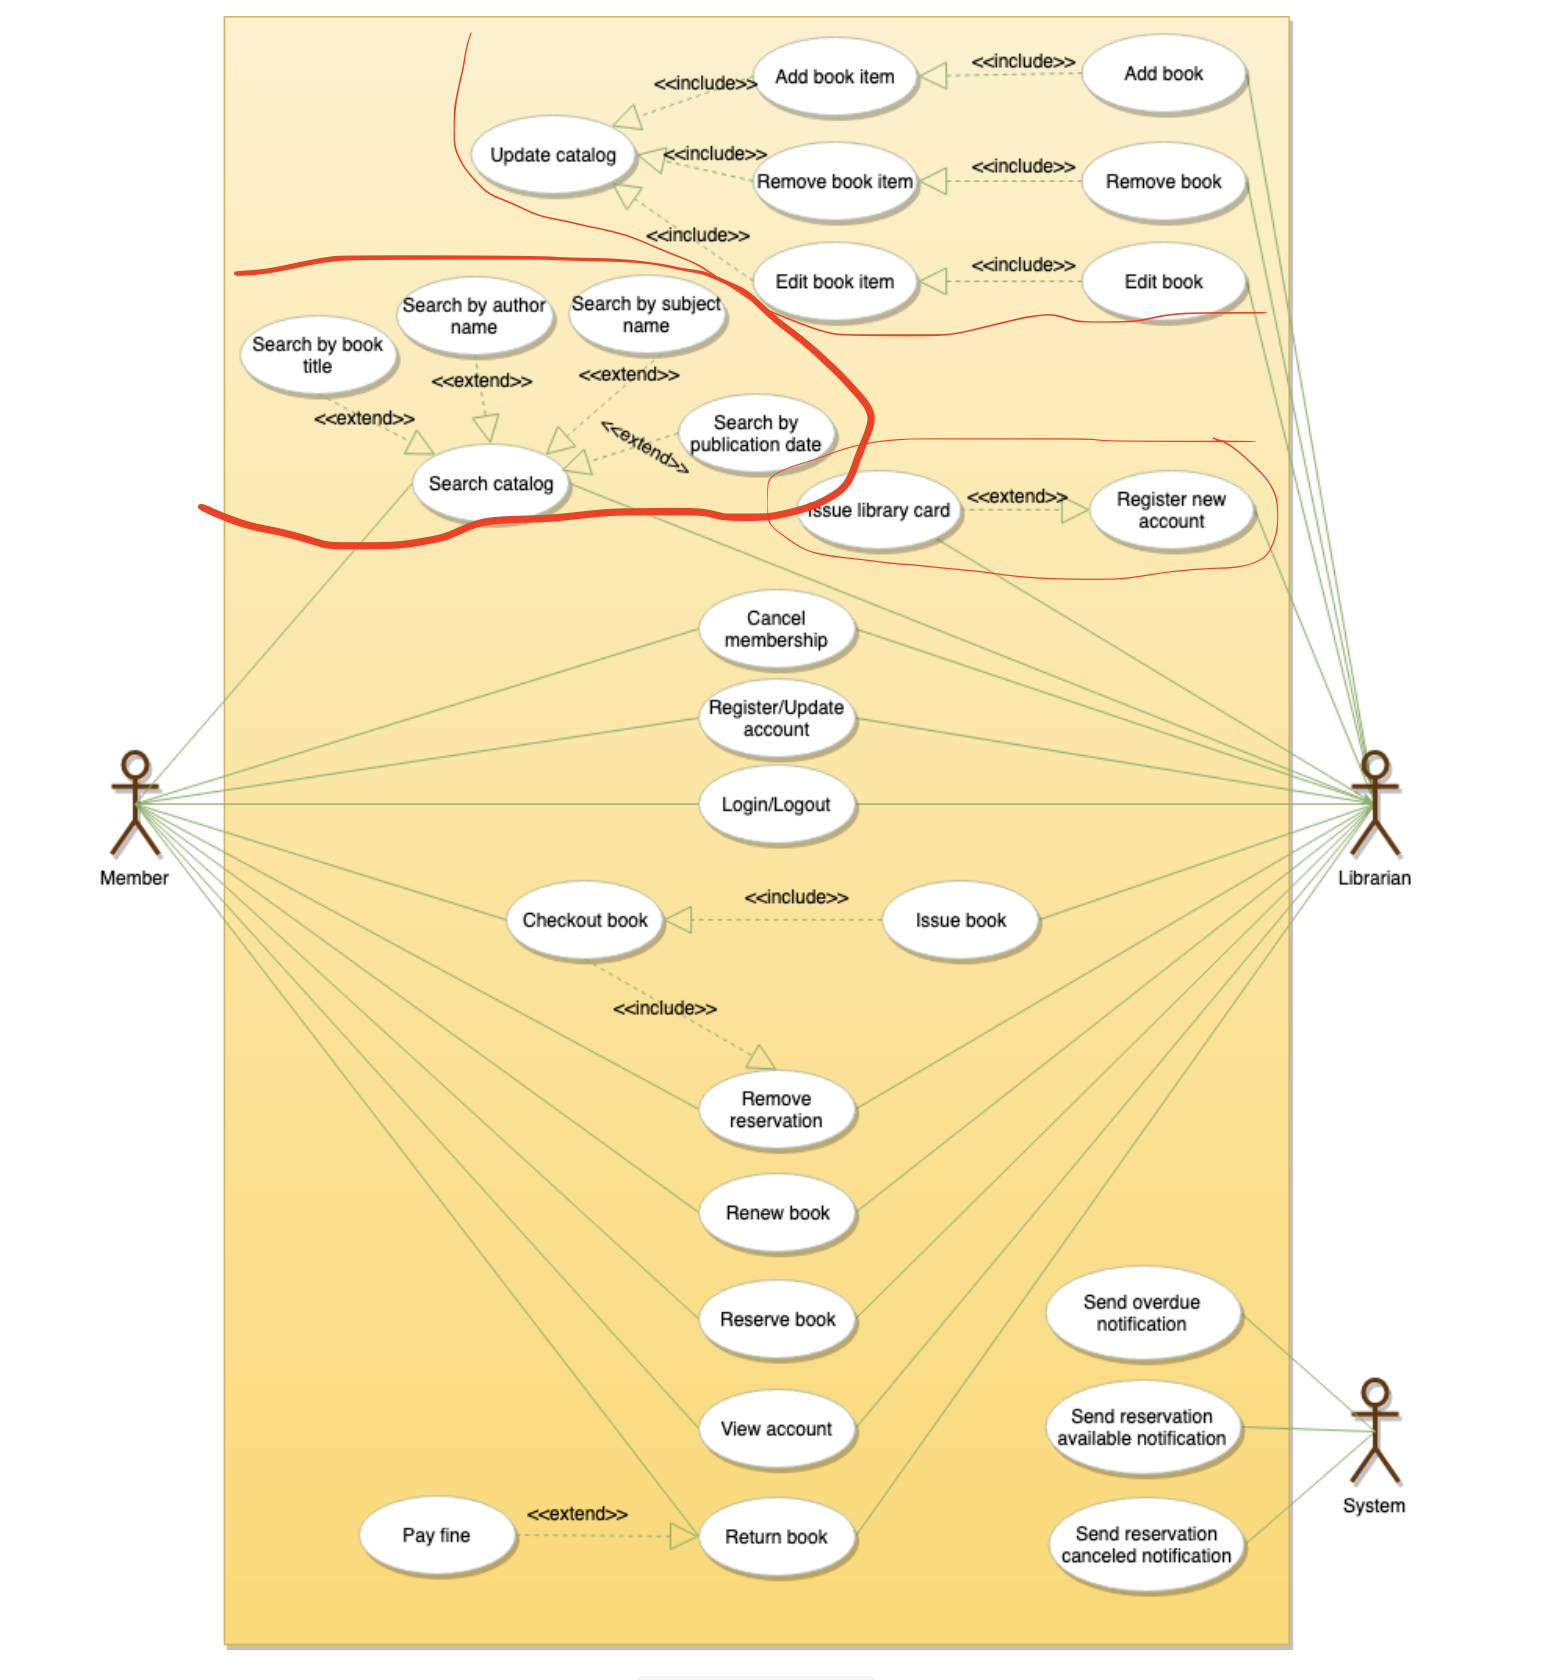 <<include>>
Add book item
<<include>>
Add book
Update catalog
<<include>>
Remove book item
<<include>>
Remove book
<<include>>
Edit book item
<<include>>
Edit book
Search by book
title
Search by author
name
Search by subject
name
<<extend>>
<<extend>>
<<extend>>
<<extend>>
Search by
publication date
Search catalog
Issue library card
<<extend>>
Register new
account
Cancel
membership
Register/Update
account
Login/Logout
Member
Librarian
Checkout book
<<include>>
Issue book
<<include>>
Remove
reservation
Renew book
Reserve book
Send overdue
notification
View account
Send reservation
available notification
System
Pay fine
<<extend>>
Return book
Send reservation
canceled notification